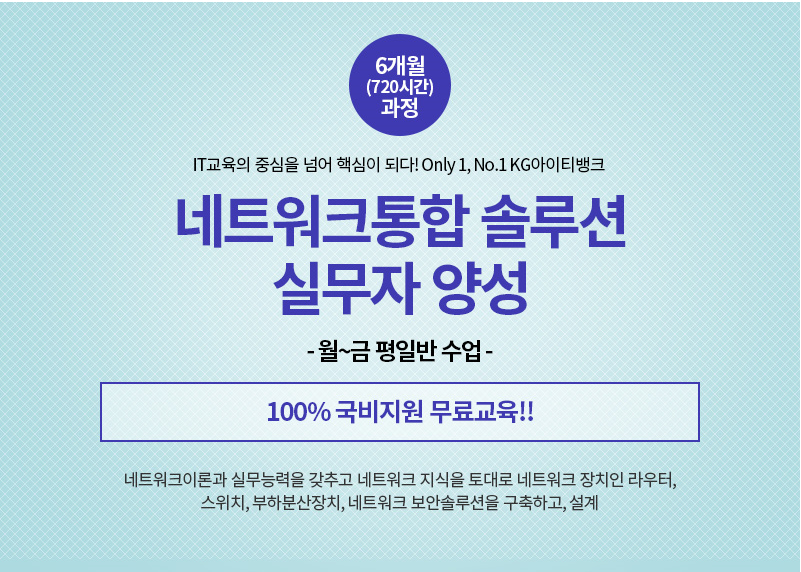 6개월
(720시간)
과정
IT교육의 중심을 넘어 핵심이 되다! Only 1, No.1 KG아이티뱅크
네트워크통합 솔루션
실무자 양성
- 월~금 평일반 수업 -
100% 국비지원 무료교육!!
네트워크이론과 실무능력을 갖추고 네트워크 지식을 토대로 네트워크 장치인 라우터,
스위치, 부하분산장치, 네트워크 보안솔루션을 구축하고, 설계